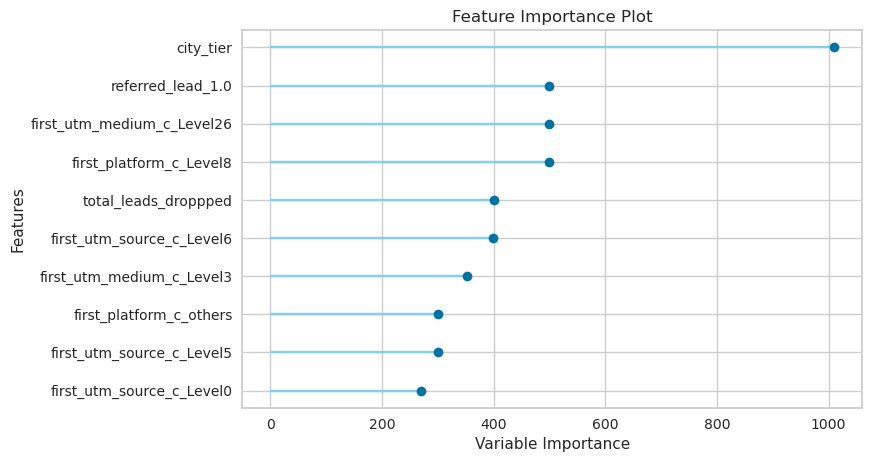 Feature Importance Plot
city_tier
referred_lead_1.0
first_utm_medium_c_Level26
first_platform_c_Level8
total_leads_droppped
first_utm_source_c_Level6
first_utm_medium_c_Level3
first_platform_c_others
first_utm_source_c_Level5
first_utm_source_c_Level0
Features
0 200 400 600 800 1000
Variable Importance